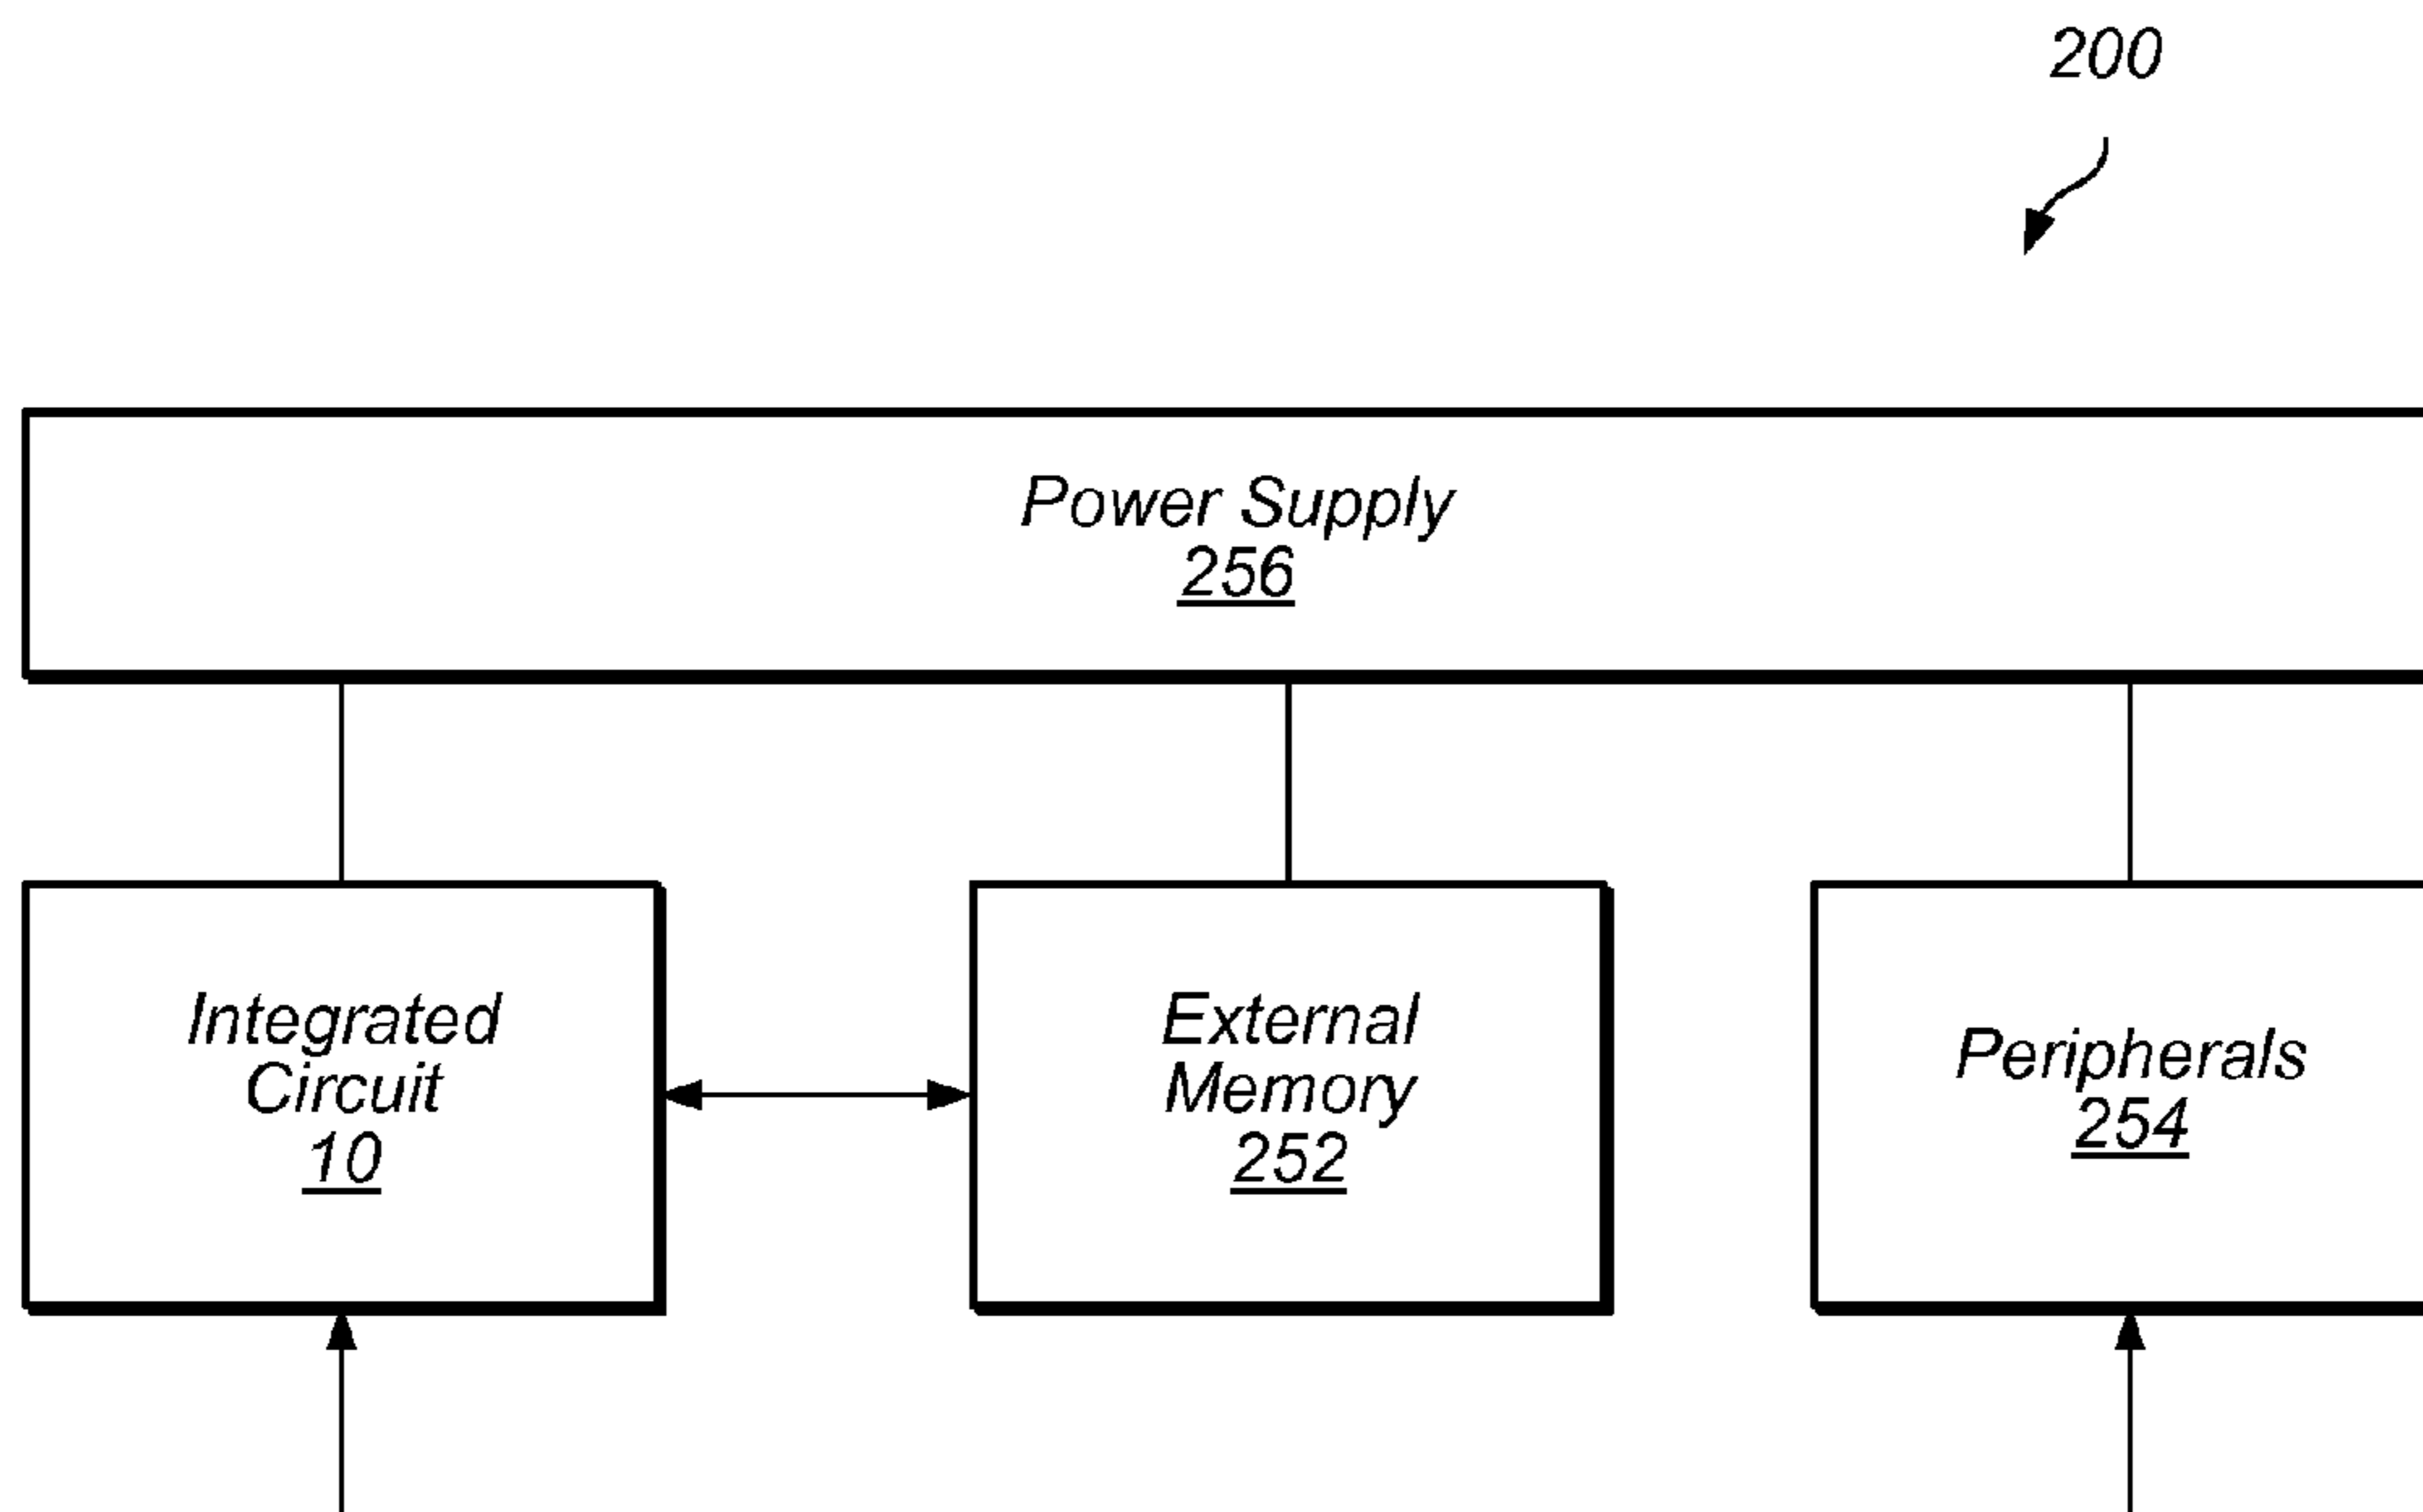 200
Power Supply
256
Integrated
Circuit
10
External
Memory
252
Peripherals
254